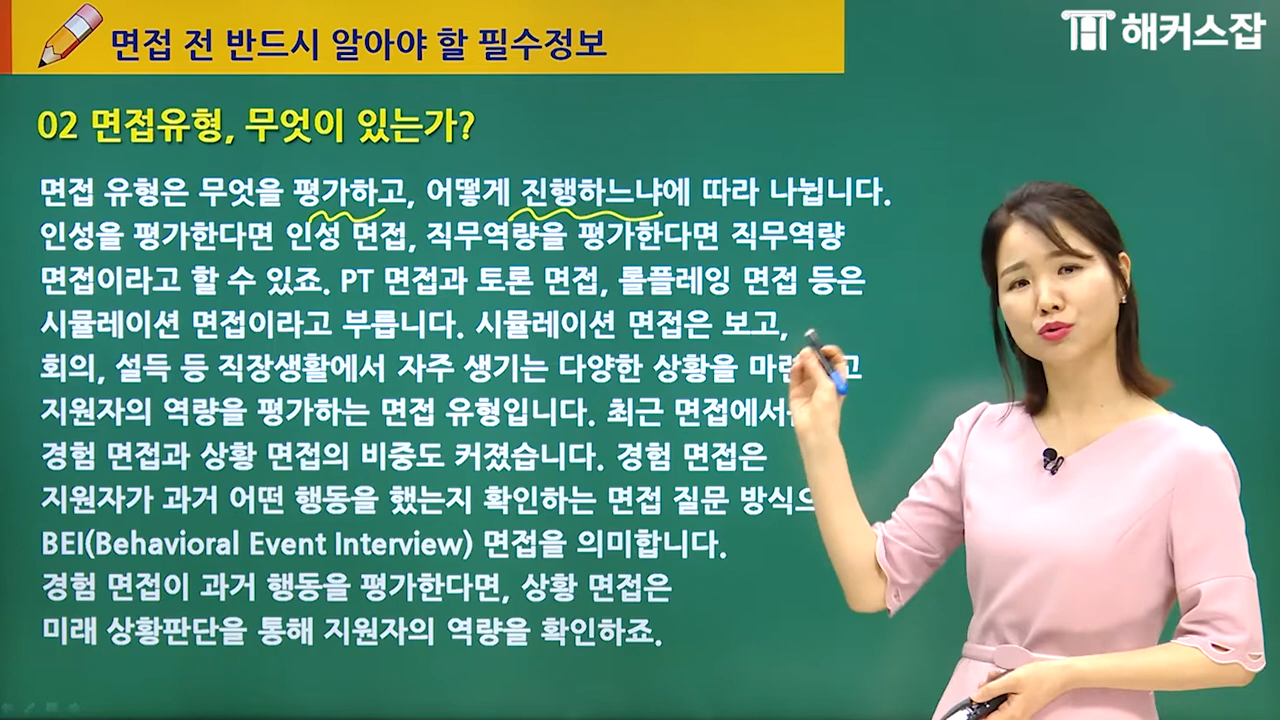 면접 전 반드시 알아야 할 필수정보
해커스잡
02 면접유형, 무엇이 있는가?
면접 유형은 무엇을 평가하고, 어떻게 진행하느냐에 따라 나뉩니다.
인성을 평가한다면 인성 면접, 직무역량을 평가한다면 직무역량
면접이라고 할 수 있죠. PT 면접과 토론 면접, 롤플레잉 면접 등은
시뮬레이션 면접이라고 부릅니다. 시뮬레이션 면접은 보고,
회의, 설득 등 직장생활에서 자주 생기는 다양한 상황을
지원자의 역량을 평가하는 면접 유형입니다. 최근
경험 면접과 상황 면접의 비중도 커졌습니다. 경험 면접은
지원자가 과거 어떤 행동을 했는지 확인하는 면접 질문
BEI(Behavioral Event Interview) 면접을 의미합니다.
경험 면접이 과거 행동을 평가한다면, 상황 면접은
미래 상황판단을 통해 지원자의 역량을 확인하죠.